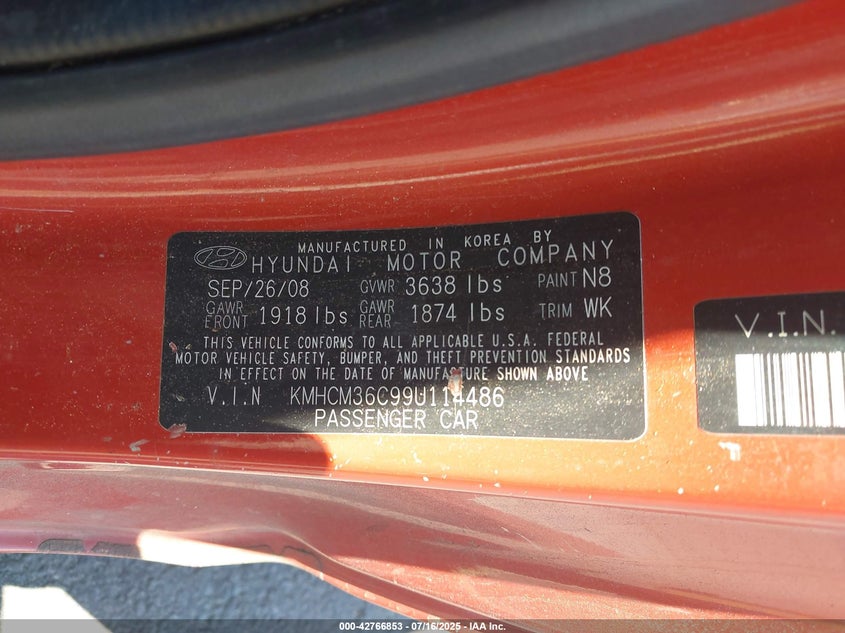 MANUFACTURED IN KOREA BY
HYUNDAI MOTOR COMPANY
SEP/26/08 GVWR 3638 lbs PAINT N8
GAWR FRONT 1918 lbs GAWR REAR 1874 lbs TRIM WK
THIS VEHICLE CONFORMS TO ALL APPLICABLE U.S.A. FEDERAL
MOTOR VEHICLE SAFETY, BUMPER, AND THEFT PREVENTION STANDARDS
IN EFFECT ON THE DATE OF MANUFACTURE SHOWN ABOVE
V.I.N KMHCM36C99U114486
PASSENGER CAR
V.I.N.
000-42766853 - 07/16/2025 - IAA Inc.